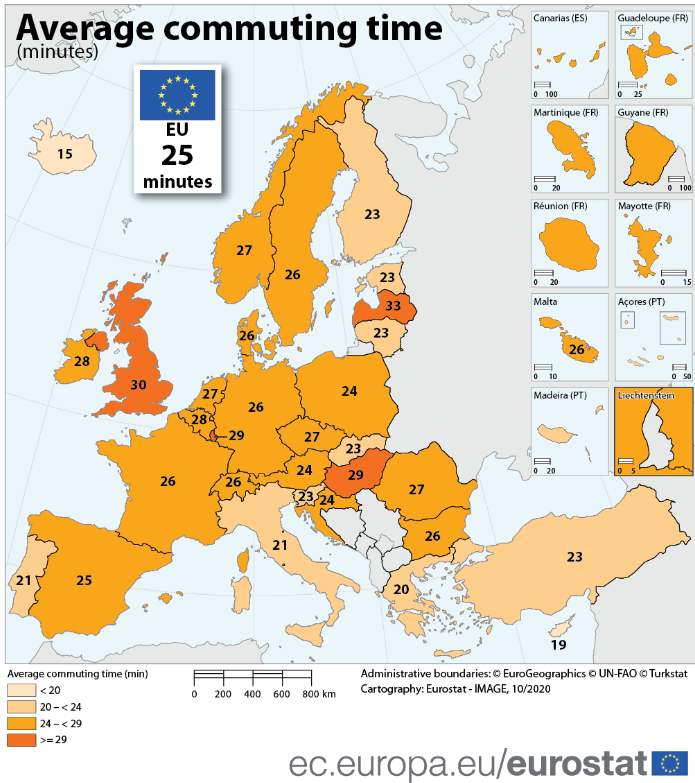 Average commuting time
(minutes)
EU
25
minutes
Canarias (ES)
0 100
Guadeloupe (FR)
0 25
Martinique (FR)
0 20
Guyane (FR)
0 100
Réunion (FR)
0 20
Mayotte (FR)
0 15
Malta
26
0 10
Açores (PT)
0 50
Madeira (PT)
0 20
Liechtenstein
0 5
15
23
27
26
23
33
23
26
28
30
27
28
29
26
24
27
23
26
26
24
29
27
23
24
26
21
25
21
20
23
19
Average commuting time (min)
< 20
20 – < 24
24 – < 29
>= 29
0 200 400 600 800 km
Administrative boundaries: © EuroGeographics © UN-FAO © Turkstat
Cartography: Eurostat - IMAGE, 10/2020
ec.europa.eu/eurostat